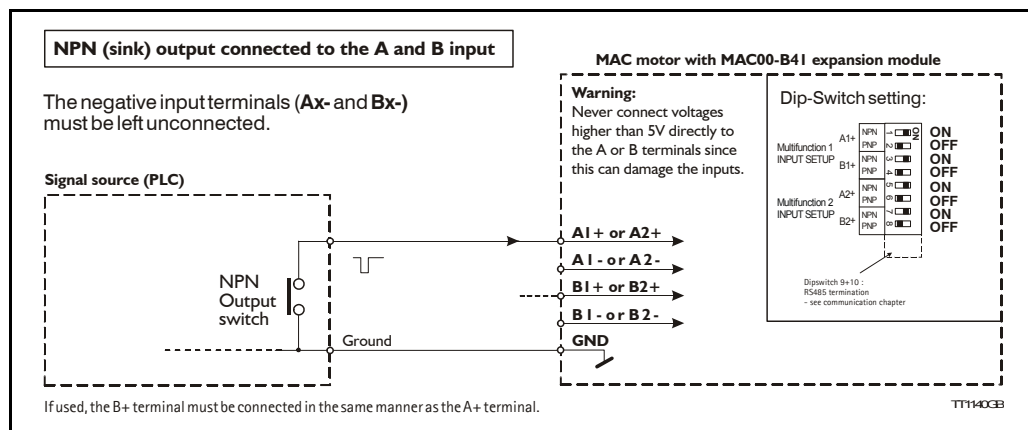 NPN (sink) output connected to the A and B input
MAC motor with MAC00-B41 expansion module
The negative input terminals (Ax- and Bx-)
must be left unconnected.
Warning:
Never connect voltages
higher than 5V directly to
the A or B terminals since
this can damage the inputs.
Dip-Switch setting:
Multifunction 1
INPUT SETUP
A1+
NPN 1 ON ON
PNP 2 OFF
B1+
NPN 3 ON
PNP 4 OFF
Multifunction 2
INPUT SETUP
A2+
NPN 5 ON
PNP 6 OFF
B2+
NPN 7 ON
PNP 8 OFF
Dipswitch 9+10 :
RS485 termination
- see communication chapter
Signal source (PLC)
NPN
Output
switch
Ground
A1+ or A2+
A1- or A2-
B1+ or B2+
B1- or B2-
GND
If used, the B+ terminal must be connected in the same manner as the A+ terminal.
TT1140GB